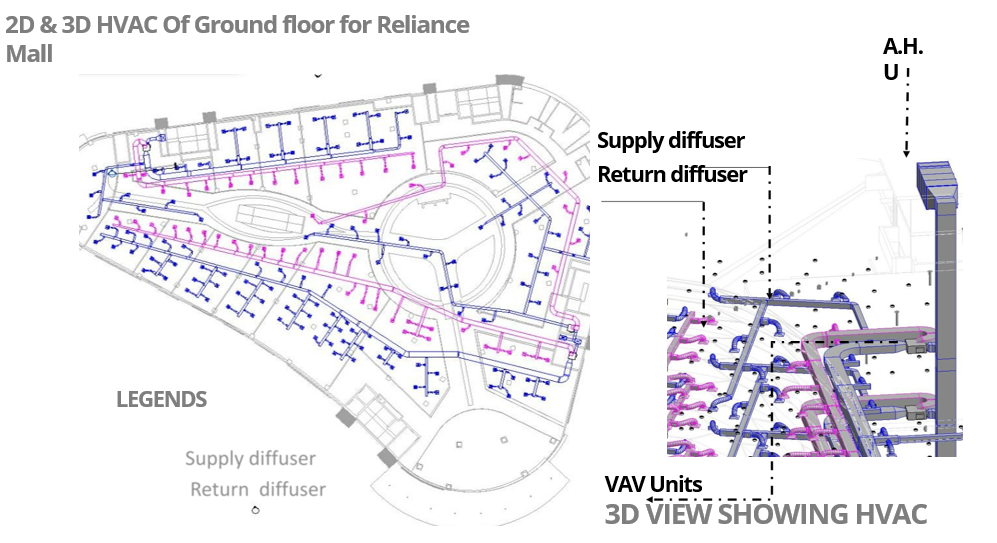 2D & 3D HVAC Of Ground floor for Reliance
Mall
A.H.
U
Supply diffuser
Return diffuser
LEGENDS
Supply diffuser
Return diffuser
VAV Units
3D VIEW SHOWING HVAC